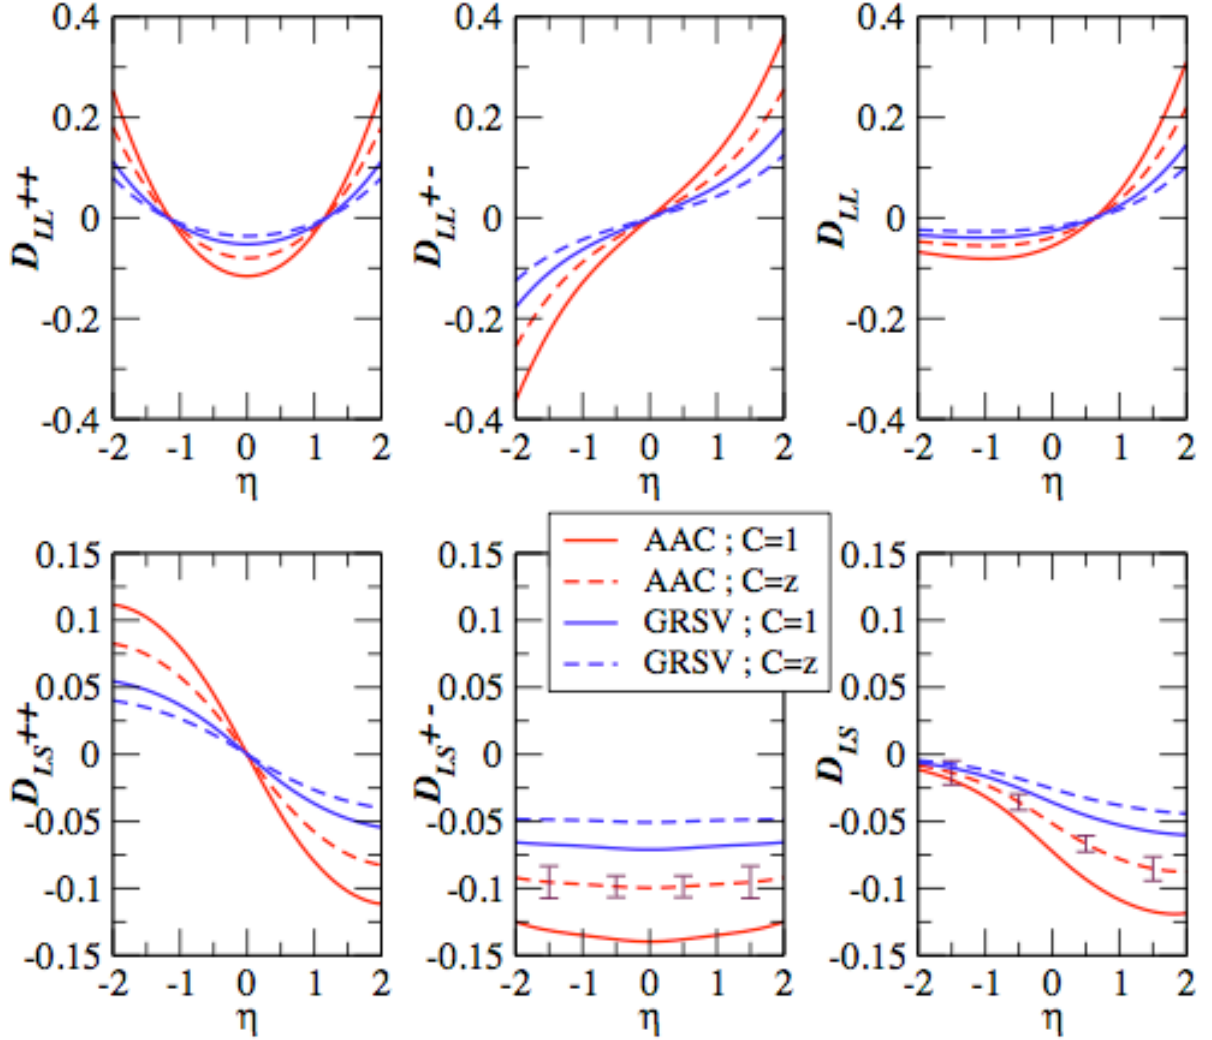 0.4 0.4 0.4
0.2 0.2 0.2
0 0 0
-0.2 -0.2 -0.2
-0.4 -0.4 -0.4
D_LL^++ D_LL^+- D_LL
-2 -1 0 1 2 -2 -1 0 1 2 -2 -1 0 1 2
η η η
AAC ; C=1
AAC ; C=z
GRSV ; C=1
GRSV ; C=z
0.15 0.15 0.15
0.1 0.1 0.1
0.05 0.05 0.05
0 0 0
-0.05 -0.05 -0.05
-0.1 -0.1 -0.1
-0.15 -0.15 -0.15
D_LS^++ D_LS^+- D_LS
-2 -1 0 1 2 -2 -1 0 1 2 -2 -1 0 1 2
η η η